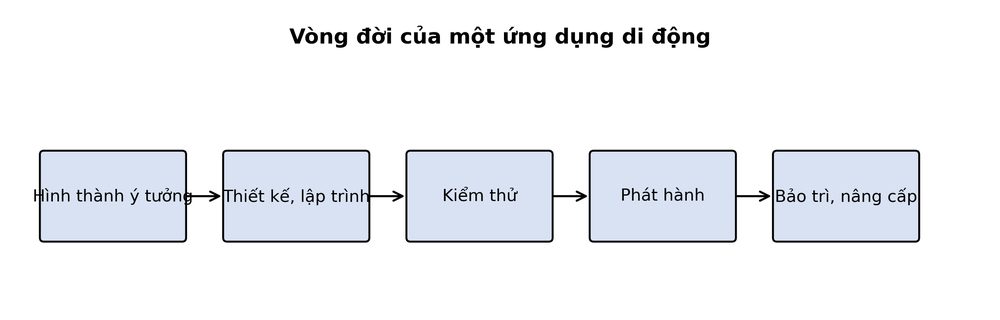 Vòng đời của một ứng dụng di động
Hình thành ý tưởng
Thiết kế, lập trình
Kiểm thử
Phát hành
Bảo trì, nâng cấp